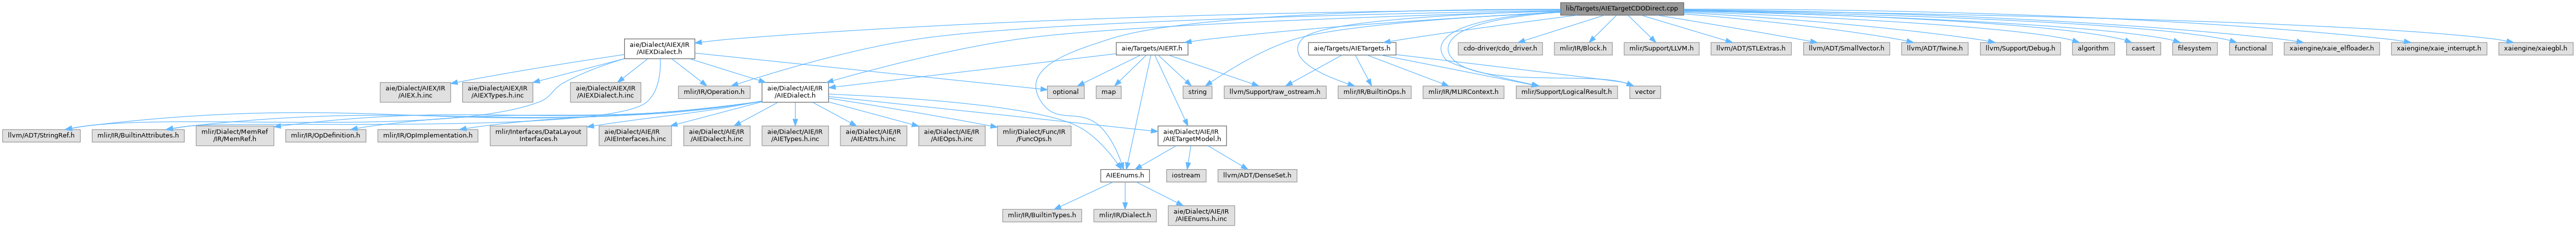 lib/Targets/AIETargetCDODirect.cpp
aie/Dialect/AIEX/IR
/AIEXDialect.h
aie/Targets/AIERT.h
aie/Targets/AIETargets.h
cdo-driver/cdo_driver.h
mlir/IR/Block.h
mlir/Support/LLVM.h
llvm/ADT/STLExtras.h
llvm/ADT/SmallVector.h
llvm/ADT/Twine.h
llvm/Support/Debug.h
algorithm
cassert
filesystem
functional
xaiengine/xaie_elfloader.h
xaiengine/xaie_interrupt.h
xaiengine/xaiegbl.h
aie/Dialect/AIEX/IR
/AIEX.h.inc
aie/Dialect/AIEX/IR
/AIEXTypes.h.inc
aie/Dialect/AIEX/IR
/AIEXDialect.h.inc
mlir/IR/Operation.h
aie/Dialect/AIE/IR
/AIEDialect.h
optional
map
string
llvm/Support/raw_ostream.h
mlir/IR/BuiltinOps.h
mlir/IR/MLIRContext.h
mlir/Support/LogicalResult.h
vector
llvm/ADT/StringRef.h
mlir/IR/BuiltinAttributes.h
mlir/Dialect/MemRef
/IR/MemRef.h
mlir/IR/OpDefinition.h
mlir/IR/OpImplementation.h
mlir/Interfaces/DataLayout
Interfaces.h
aie/Dialect/AIE/IR
/AIEInterfaces.h.inc
aie/Dialect/AIE/IR
/AIEDialect.h.inc
aie/Dialect/AIE/IR
/AIETypes.h.inc
aie/Dialect/AIE/IR
/AIEAttrs.h.inc
aie/Dialect/AIE/IR
/AIEOps.h.inc
mlir/Dialect/Func/IR
/FuncOps.h
aie/Dialect/AIE/IR
/AIETargetModel.h
AIEEnums.h
iostream
llvm/ADT/DenseSet.h
mlir/IR/BuiltinTypes.h
mlir/IR/Dialect.h
aie/Dialect/AIE/IR
/AIEEnums.h.inc